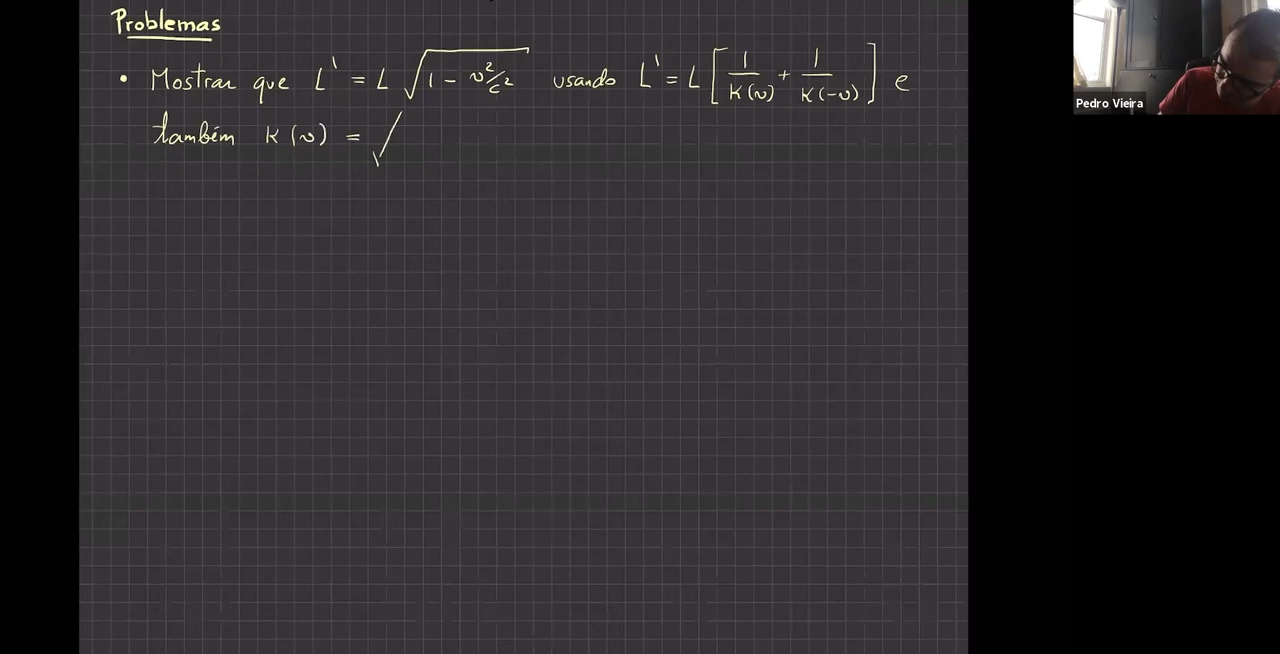 Problemas
• Mostrar que L' = L √(1 - v²/c²) usando L' = L [1/K(v) + 1/K(-v)] e
também K(v) = √
Pedro Vieira